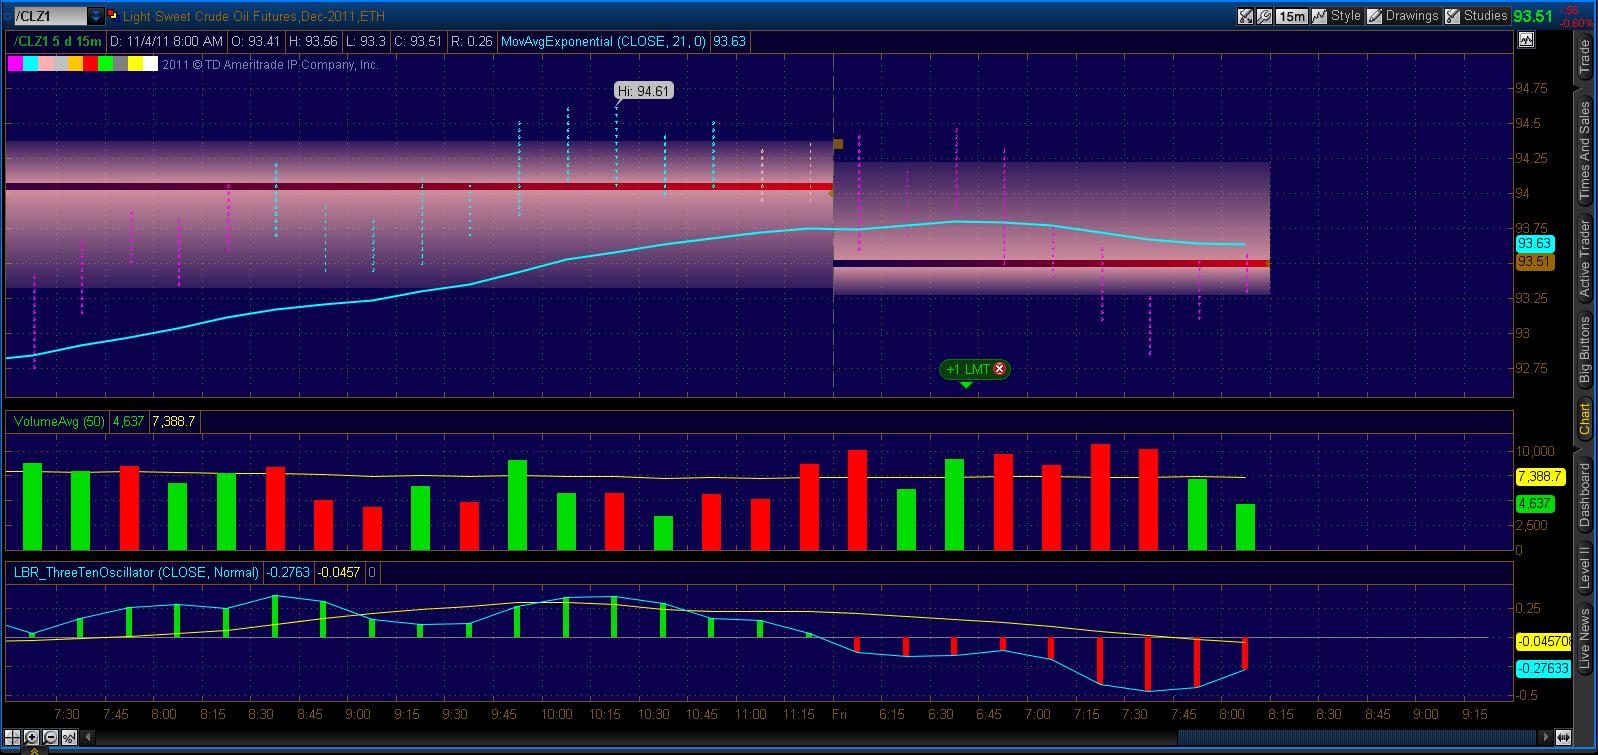 /CLZ1 Light Sweet Crude Oil Futures,Dec-2011,ETH 15m Style Drawings Studies 93.51 -.56 -0.60%
/CLZ1 5 d 15m D: 11/4/11 8:00 AM O: 93.41 H: 93.56 L: 93.3 C: 93.51 R: 0.26 MovAvgExponential (CLOSE, 21, 0) 93.63
2011 © TD Ameritrade IP Company, Inc.
Hi: 94.61
94.75
94.5
94.25
94
93.75
93.63
93.51
93.25
93
92.75
+1 LMT
VolumeAvg (50) 4,637 7,388.7
10,000
7,388.7
4,637
2,500
0
LBR_ThreeTenOscillator (CLOSE, Normal) -0.2763 -0.0457 0
0.25
-0.04570
-0.27633
-0.5
7:30 7:45 8:00 8:15 8:30 8:45 9:00 9:15 9:30 9:45 10:00 10:15 10:30 10:45 11:00 11:15 Fri 6:15 6:30 6:45 7:00 7:15 7:30 7:45 8:00 8:15 8:30 8:45 9:00 9:15
Trade
Times And Sales
Active Trader
Big Buttons
Chart
Dashboard
Level II
Live News